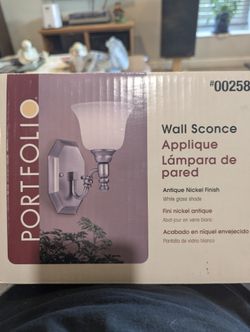 #00258
PORTFOLIO
Wall Sconce
Applique
Lámpara de
pared
Antique Nickel Finish
White glass shade
Fini nickel antique
Abat-jour en verre blanc
Acabado en níquel envejecido
Pantalla de vidrio blanco